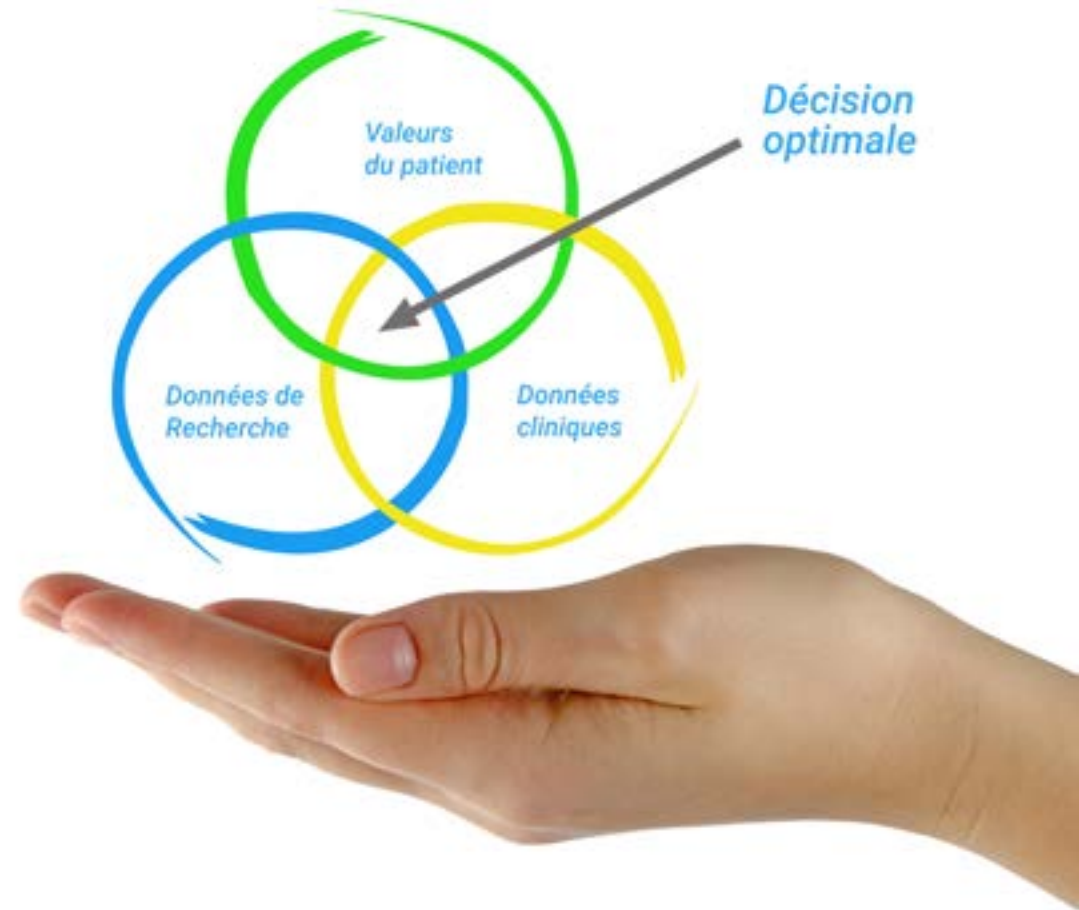 Valeurs
du patient
Décision
optimale
Données de
Recherche
Données
cliniques